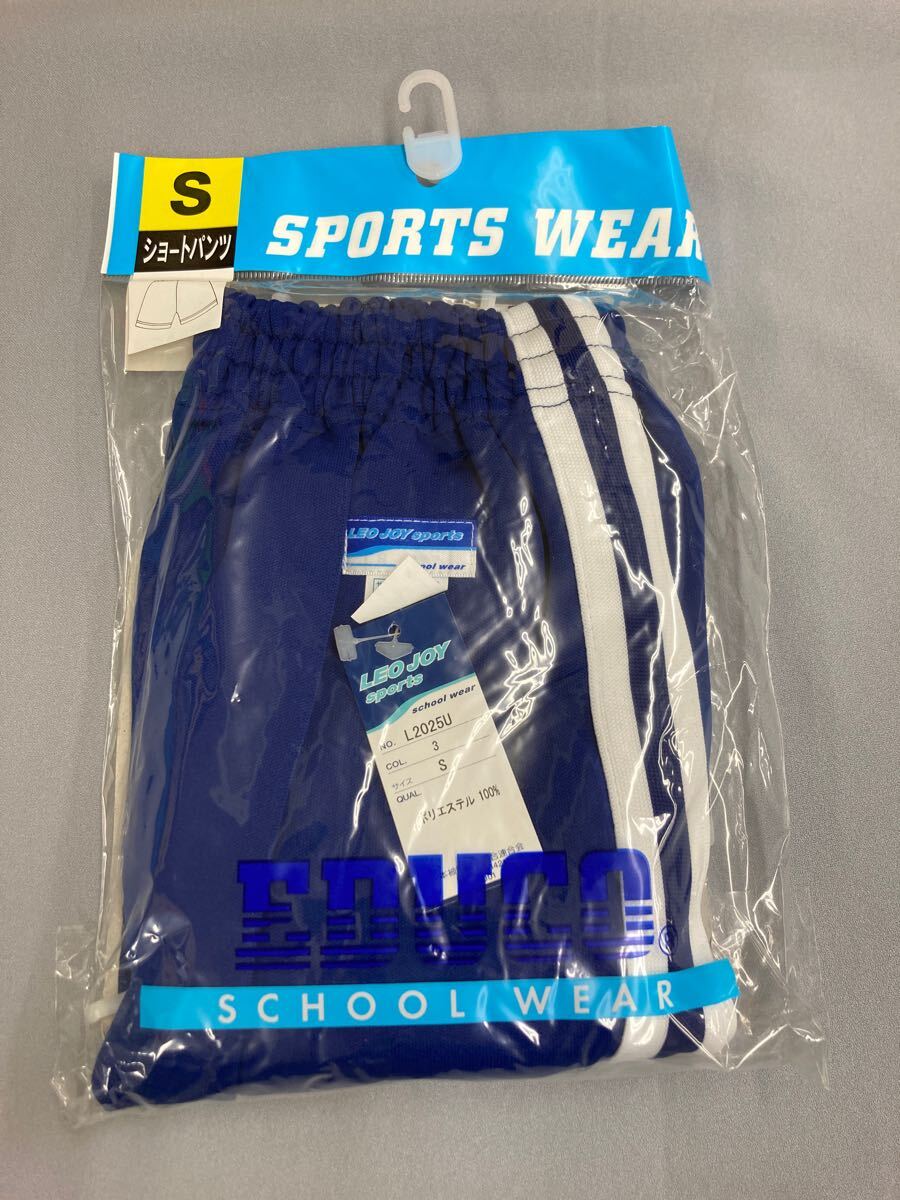 S
ショートパンツ
SPORTS WEAR
LEO JOY sports
school wear
LEO JOY
sports
school wear
NO. L2025U
COL. 3
サイズ S
QUAL.
ポリエステル 100%
EDUCO®
SCHOOL WEAR